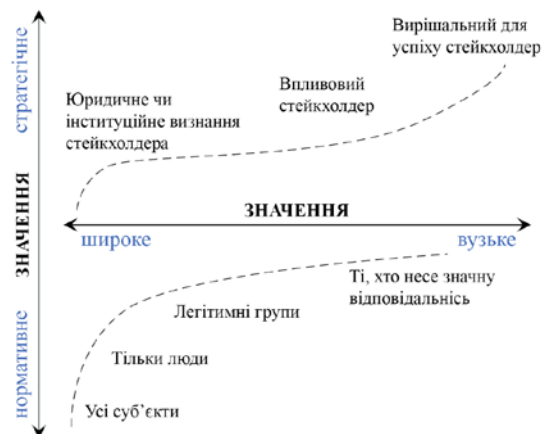 Вирішальний для
успіху стейкхолдер
Впливовий
стейкхолдер
Юридичне чи
інституційне визнання
стейкхолдера
стратегічне
ЗНАЧЕННЯ
нормативне
ЗНАЧЕННЯ
широке
вузьке
Ті, хто несе значну
відповідальнісь
Легітимні групи
Тільки люди
Усі суб’єкти